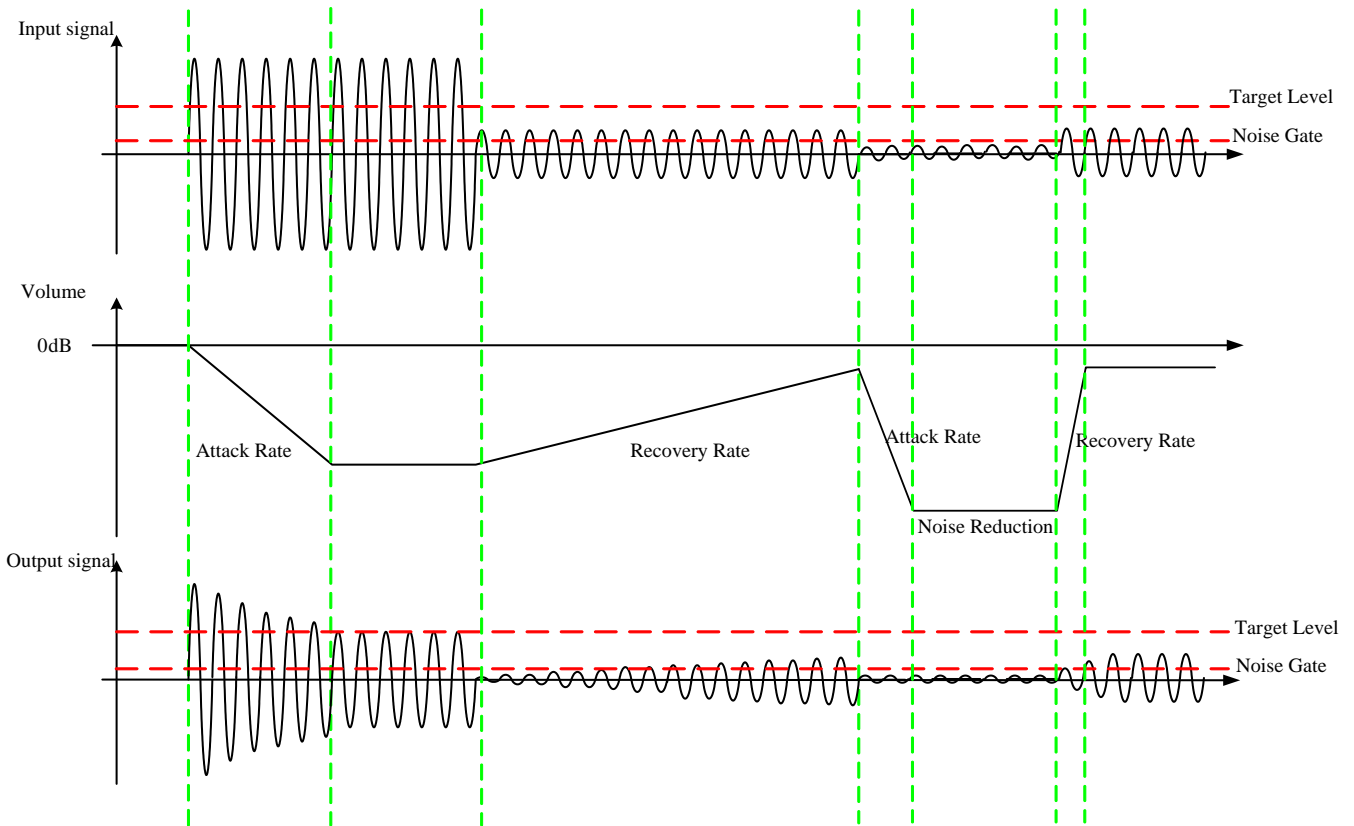 Input signal
Target Level
Noise Gate
Volume
0dB
Attack Rate
Recovery Rate
Attack Rate
Recovery Rate
Noise Reduction
Output signal
Target Level
Noise Gate